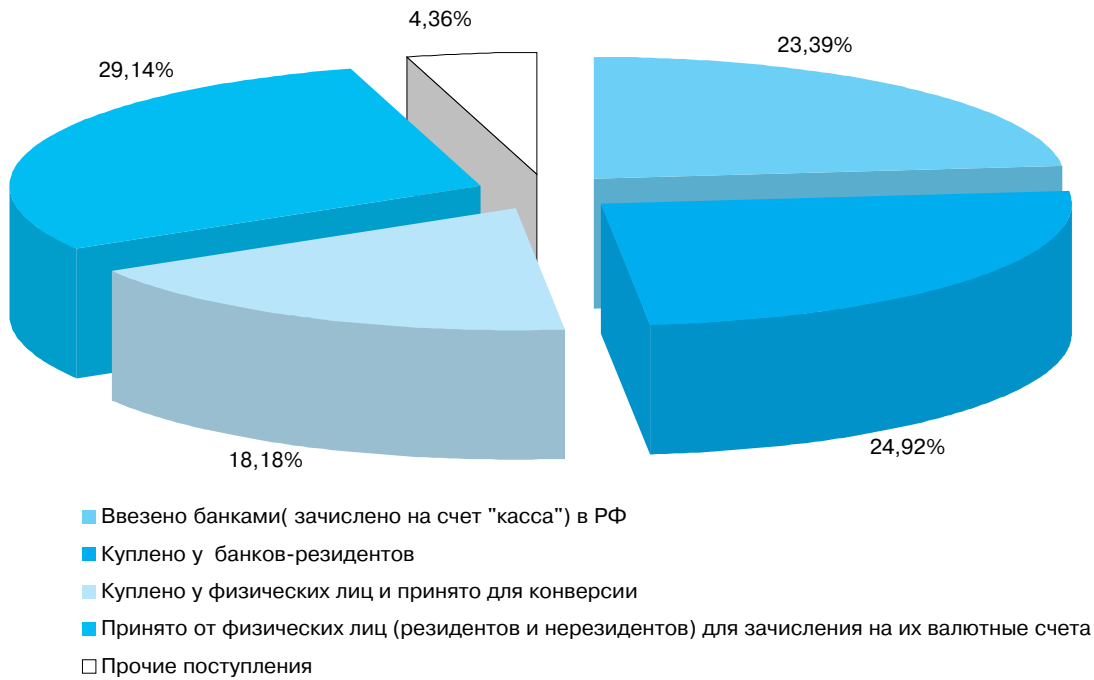 4,36%
23,39%
29,14%
24,92%
18,18%
Ввезено банками( зачислено на счет "касса") в РФ
Куплено у банков-резидентов
Куплено у физических лиц и принято для конверсии
Принято от физических лиц (резидентов и нерезидентов) для зачисления на их валютные счета
Прочие поступления